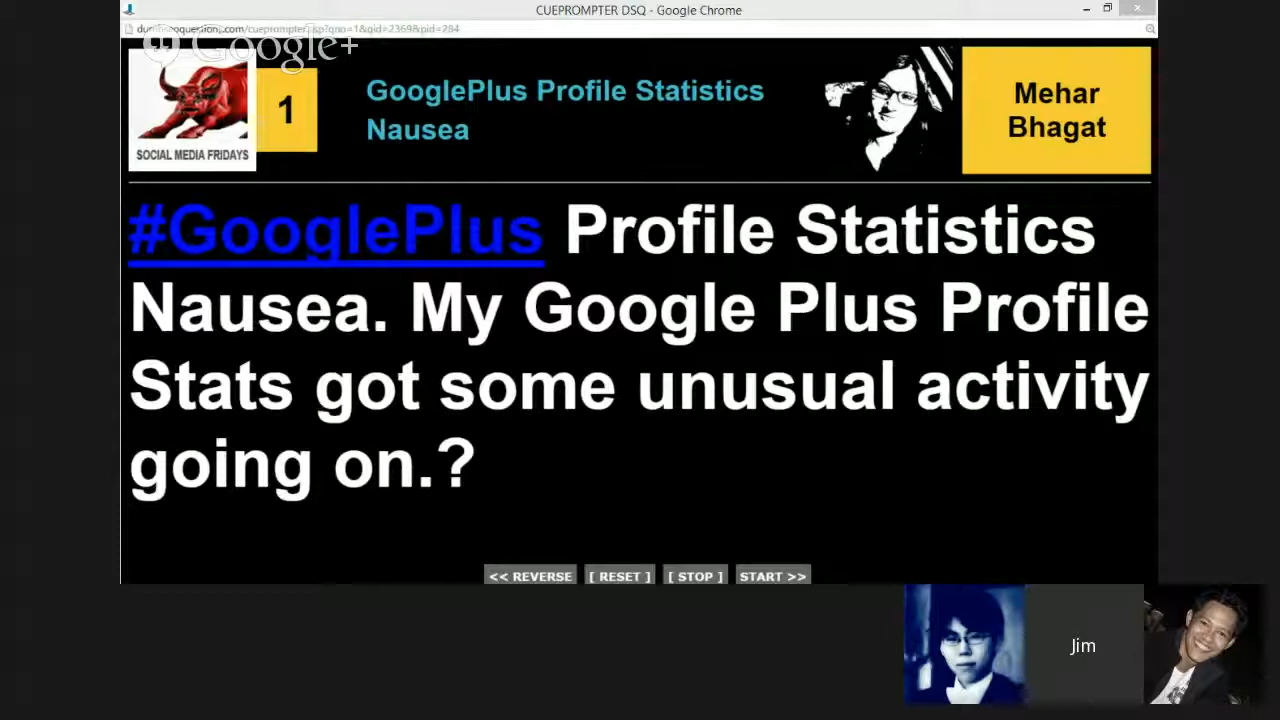 CUEPROMPTER DSQ - Google Chrome
Google+
SOCIAL MEDIA FRIDAYS
1
GooglePlus Profile Statistics
Nausea
Mehar
Bhagat
#GooglePlus Profile Statistics
Nausea. My Google Plus Profile
Stats got some unusual activity
going on.?
<< REVERSE [ RESET ] [ STOP ] START >>
Jim